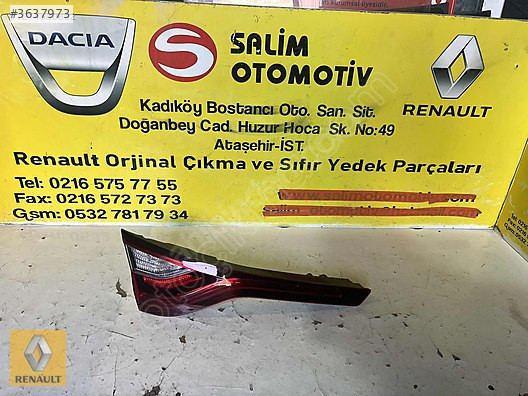 #3637973
DACIA
S
SALİM
OTOMOTİV
RENAULT
Kadıköy Bostancı Oto. San. Sit.
Doğanbey Cad. Huzur Hoca Sk. No:49
Ataşehir-İST.
Renault Orjinal Çıkma ve Sıfır Yedek Parçaları
Tel: 0216 575 77 55
Fax: 0216 572 73 73
Gsm: 0532 781 79 34
RENAULT